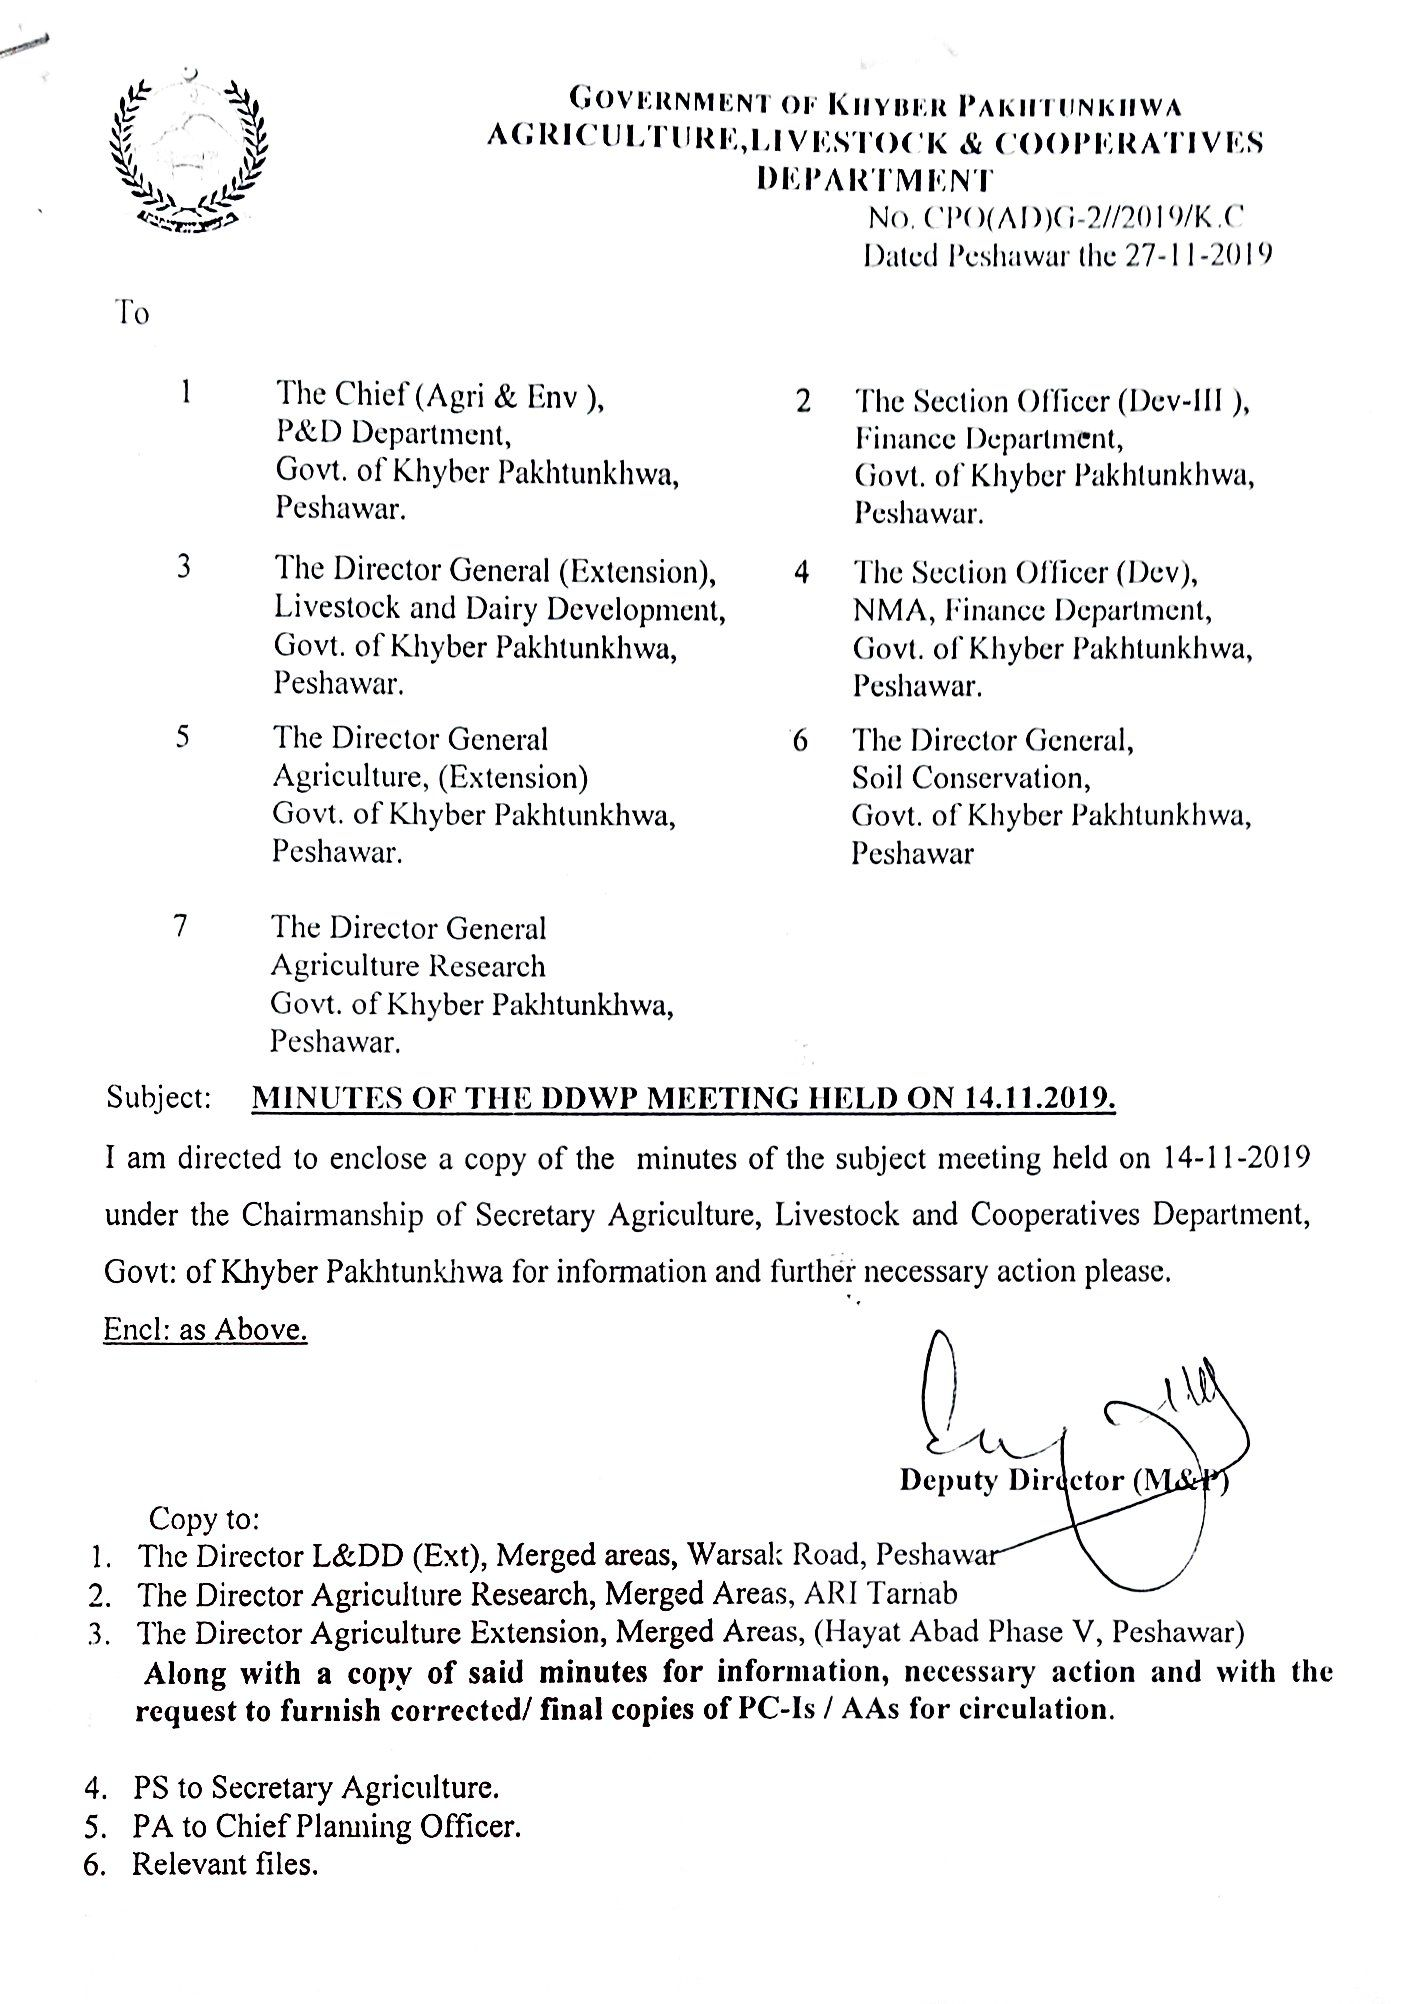 GOVERNMENT OF KHYBER PAKHTUNKHWA
AGRICULTURE,LIVESTOCK & COOPERATIVES
DEPARTMENT
No. CPO(AD)G-2//2019/K.C
Dated Peshawar the 27-11-2019
To
1 The Chief (Agri & Env ),
P&D Department,
Govt. of Khyber Pakhtunkhwa,
Peshawar.
2 The Section Officer (Dev-III ),
Finance Department,
Govt. of Khyber Pakhtunkhwa,
Peshawar.
3 The Director General (Extension),
Livestock and Dairy Development,
Govt. of Khyber Pakhtunkhwa,
Peshawar.
4 The Section Officer (Dev),
NMA, Finance Department,
Govt. of Khyber Pakhtunkhwa,
Peshawar.
5 The Director General
Agriculture, (Extension)
Govt. of Khyber Pakhtunkhwa,
Peshawar.
6 The Director General,
Soil Conservation,
Govt. of Khyber Pakhtunkhwa,
Peshawar
7 The Director General
Agriculture Research
Govt. of Khyber Pakhtunkhwa,
Peshawar.
Subject: MINUTES OF THE DDWP MEETING HELD ON 14.11.2019.
I am directed to enclose a copy of the minutes of the subject meeting held on 14-11-2019
under the Chairmanship of Secretary Agriculture, Livestock and Cooperatives Department,
Govt: of Khyber Pakhtunkhwa for information and further necessary action please.
Encl: as Above.
Deputy Director (M&P)
Copy to:
1. The Director L&DD (Ext), Merged areas, Warsak Road, Peshawar
2. The Director Agriculture Research, Merged Areas, ARI Tarnab
3. The Director Agriculture Extension, Merged Areas, (Hayat Abad Phase V, Peshawar)
Along with a copy of said minutes for information, necessary action and with the
request to furnish corrected/ final copies of PC-Is / AAs for circulation.
4. PS to Secretary Agriculture.
5. PA to Chief Planning Officer.
6. Relevant files.